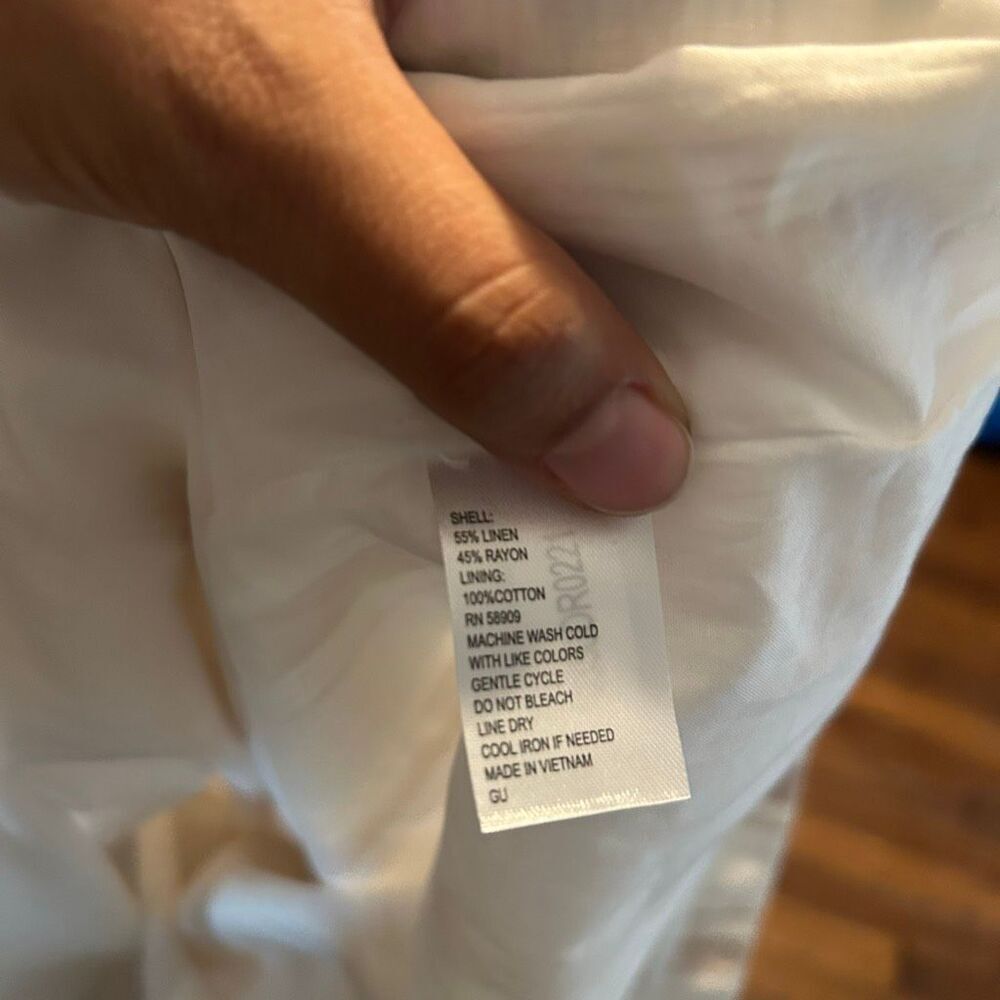 SHELL:
55% LINEN
45% RAYON
LINING:
100%COTTON
RN 58909
MACHINE WASH COLD
WITH LIKE COLORS
GENTLE CYCLE
DO NOT BLEACH
LINE DRY
COOL IRON IF NEEDED
MADE IN VIETNAM
GU